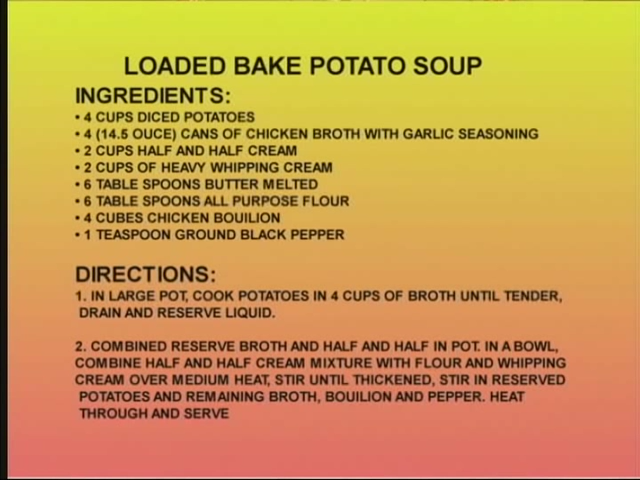 LOADED BAKE POTATO SOUP
INGREDIENTS:
• 4 CUPS DICED POTATOES
• 4 (14.5 OUCE) CANS OF CHICKEN BROTH WITH GARLIC SEASONING
• 2 CUPS HALF AND HALF CREAM
• 2 CUPS OF HEAVY WHIPPING CREAM
• 6 TABLE SPOONS BUTTER MELTED
• 6 TABLE SPOONS ALL PURPOSE FLOUR
• 4 CUBES CHICKEN BOUILION
• 1 TEASPOON GROUND BLACK PEPPER
DIRECTIONS:
1. IN LARGE POT, COOK POTATOES IN 4 CUPS OF BROTH UNTIL TENDER,
DRAIN AND RESERVE LIQUID.
2. COMBINED RESERVE BROTH AND HALF AND HALF IN POT. IN A BOWL,
COMBINE HALF AND HALF CREAM MIXTURE WITH FLOUR AND WHIPPING
CREAM OVER MEDIUM HEAT, STIR UNTIL THICKENED, STIR IN RESERVED
POTATOES AND REMAINING BROTH, BOUILION AND PEPPER. HEAT
THROUGH AND SERVE